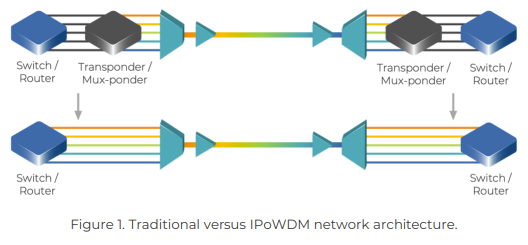 Switch /
Router
Transponder /
Mux-ponder
Transponder /
Mux-ponder
Switch /
Router
Switch /
Router
Switch /
Router
Figure 1. Traditional versus IPoWDM network architecture.